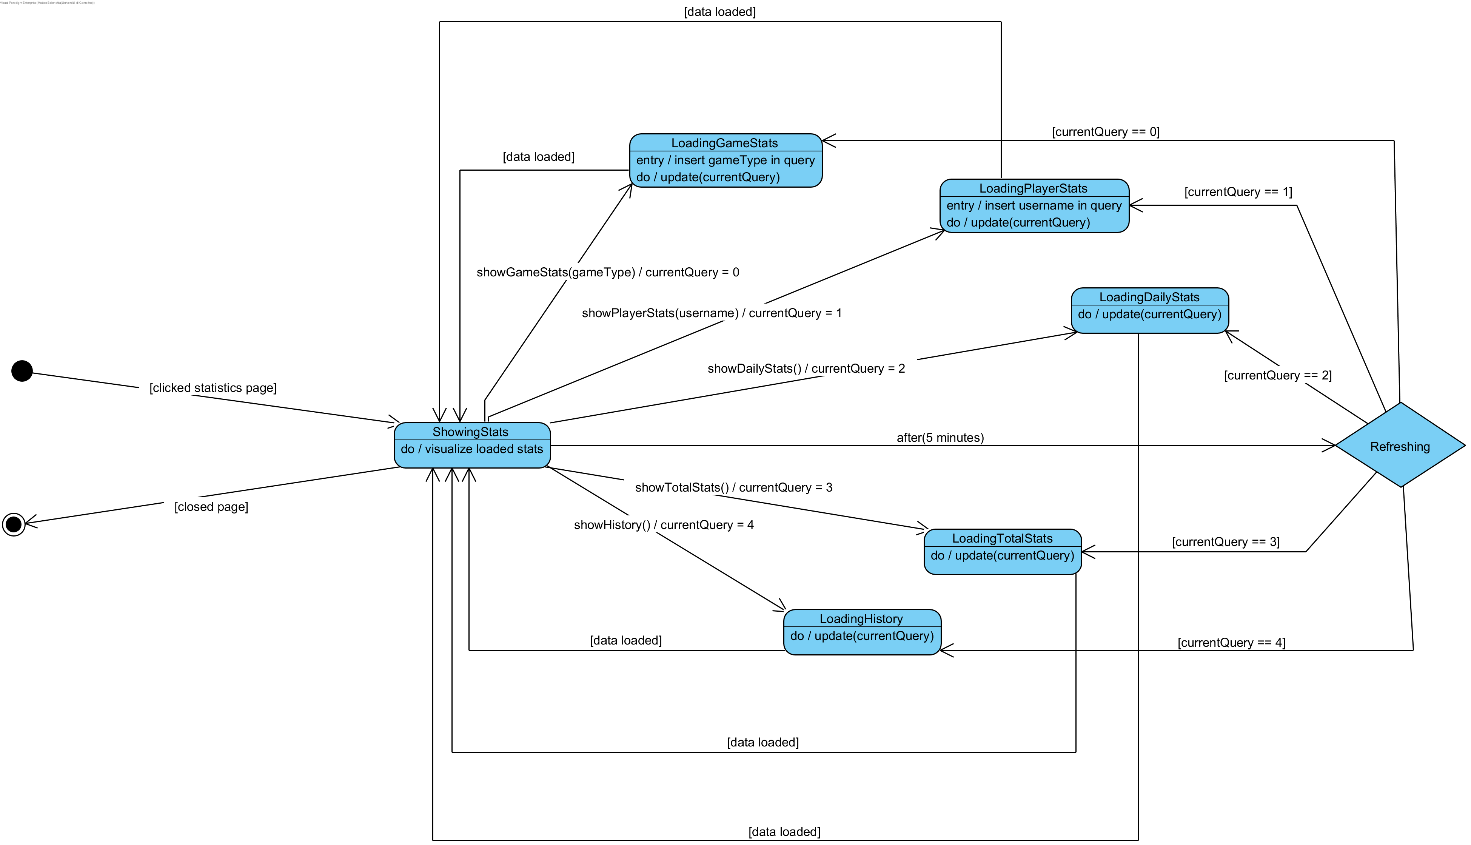 [data loaded]
[currentQuery == 0]
LoadingGameStats
entry / insert gameType in query
do / update(currentQuery)
[data loaded]
LoadingPlayerStats
entry / insert username in query
do / update(currentQuery)
[currentQuery == 1]
showGameStats(gameType) / currentQuery = 0
LoadingDailyStats
do / update(currentQuery)
showPlayerStats(username) / currentQuery = 1
showDailyStats() / currentQuery = 2
[currentQuery == 2]
[clicked statistics page]
ShowingStats
do / visualize loaded stats
after(5 minutes)
Refreshing
showTotalStats() / currentQuery = 3
[closed page]
showHistory() / currentQuery = 4
LoadingTotalStats
do / update(currentQuery)
[currentQuery == 3]
LoadingHistory
do / update(currentQuery)
[data loaded]
[currentQuery == 4]
[data loaded]
[data loaded]